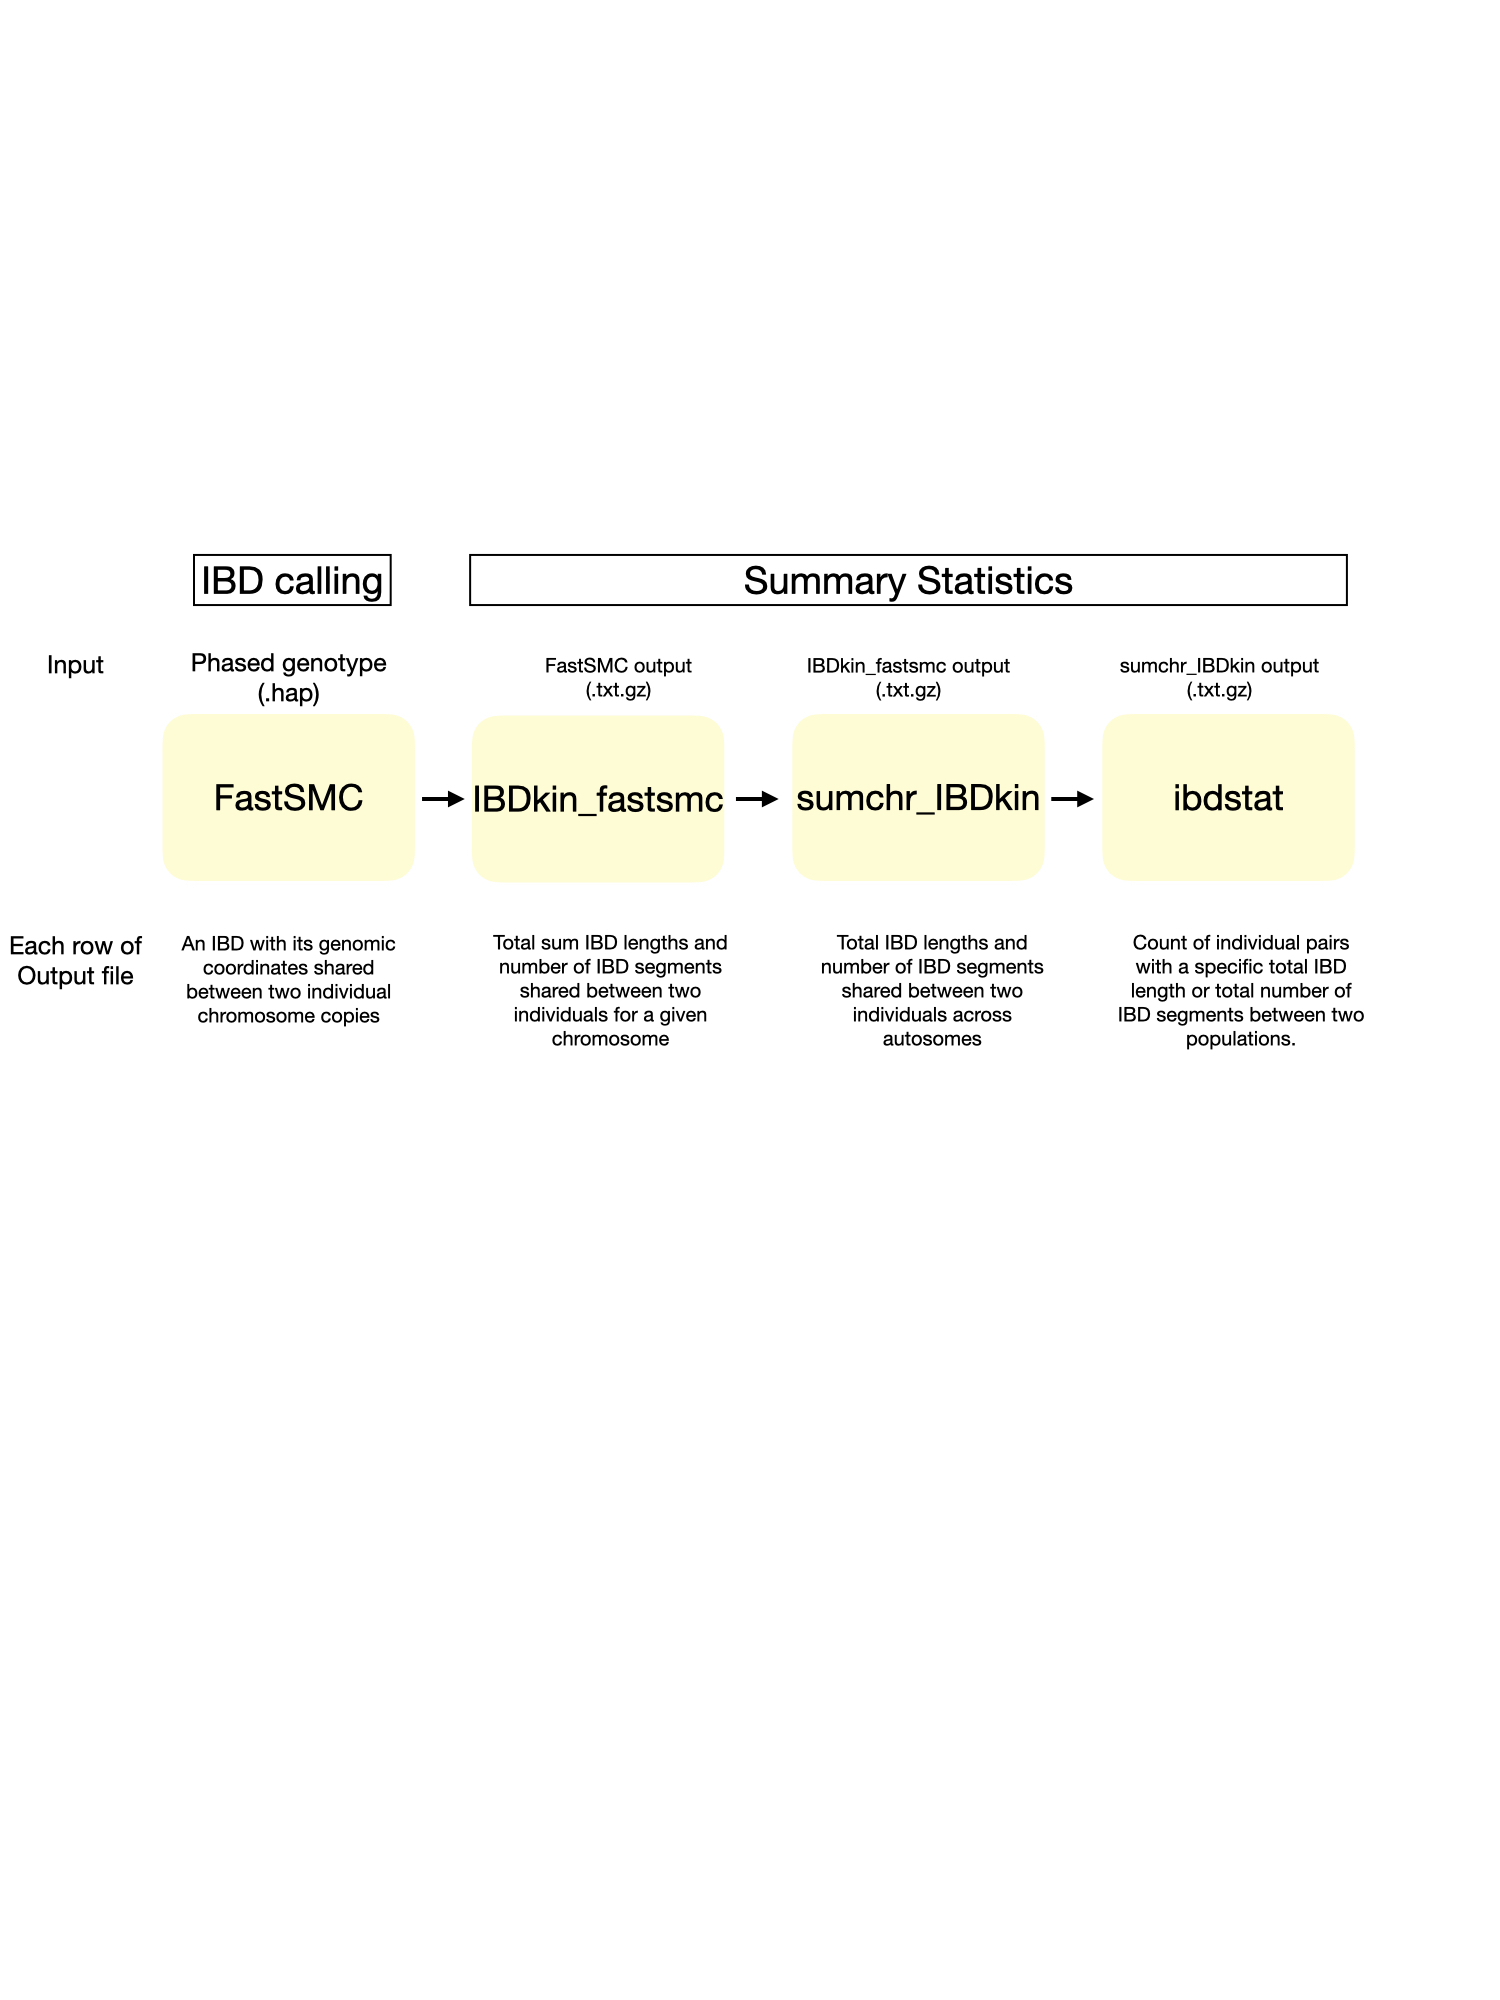 IBD calling
Summary Statistics
Input
Phased genotype
(.hap)
FastSMC output
(.txt.gz)
IBDkin_fastsmc output
(.txt.gz)
sumchr_IBDkin output
(.txt.gz)
FastSMC
IBDkin_fastsmc
sumchr_IBDkin
ibdstat
Each row of
Output file
An IBD with its genomic
coordinates shared
between two individual
chromosome copies
Total sum IBD lengths and
number of IBD segments
shared between two
individuals for a given
chromosome
Total IBD lengths and
number of IBD segments
shared between two
individuals across
autosomes
Count of individual pairs
with a specific total IBD
length or total number of
IBD segments between two
populations.